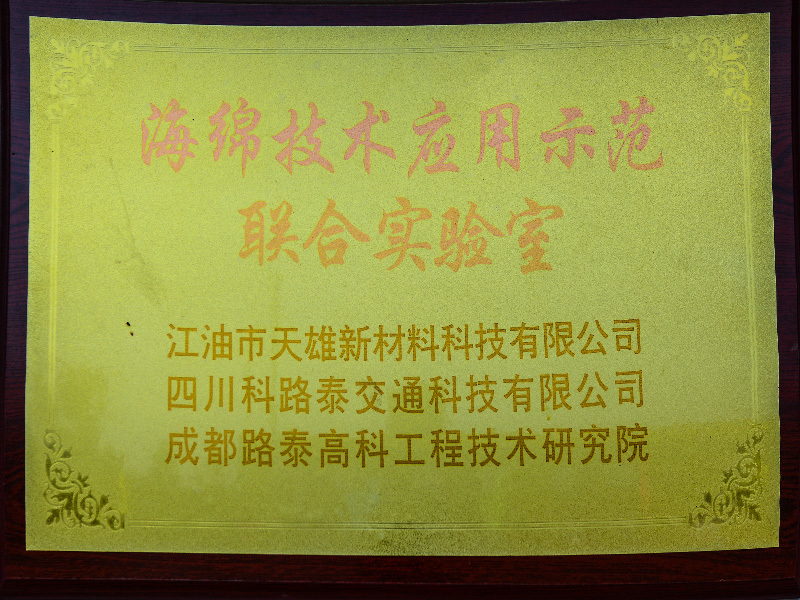 海绵技术应用示范
联合实验室
江油市天雄新材料科技有限公司
四川科路泰交通科技有限公司
成都路泰高科工程技术研究院